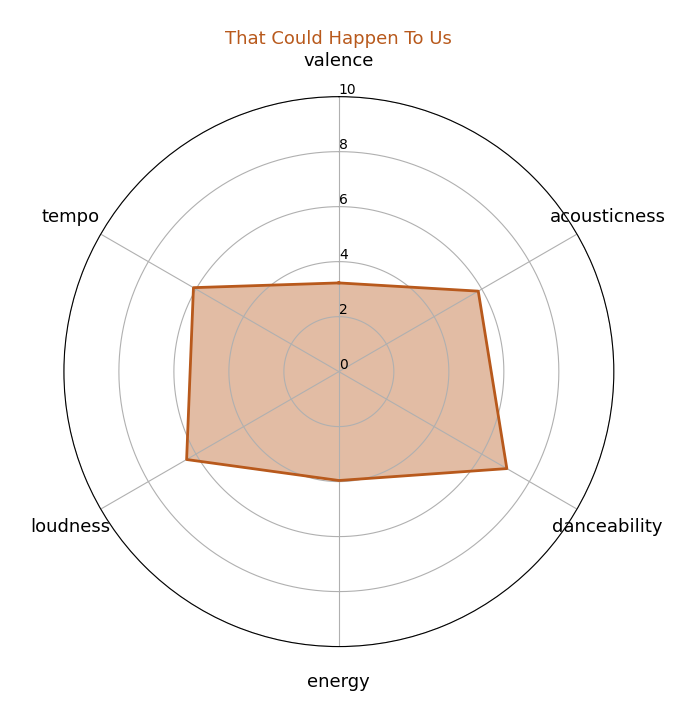 That Could Happen To Us
valence
10
8
6
4
2
0
tempo
acousticness
loudness
danceability
energy